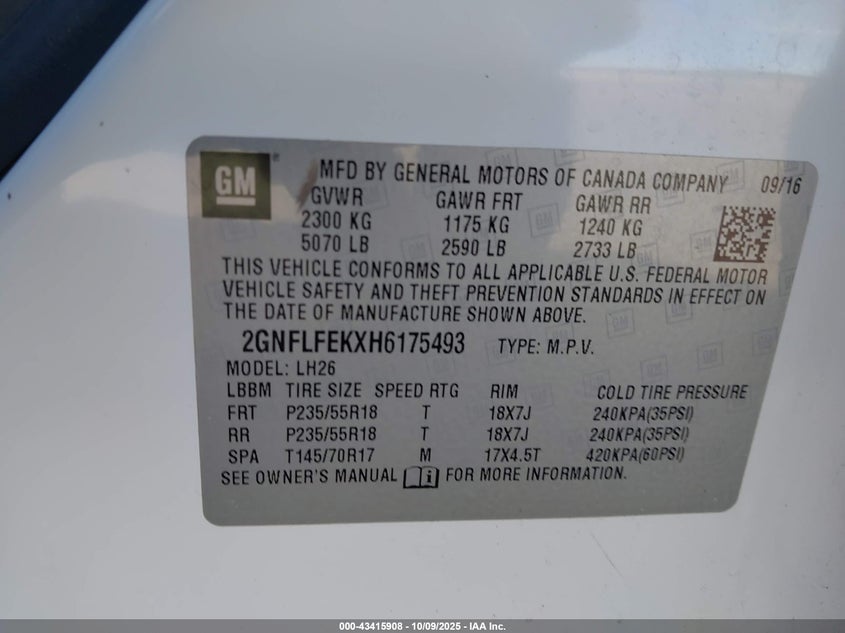 GM ® MFD BY GENERAL MOTORS OF CANADA COMPANY 09/16
GVWR GAWR FRT GAWR RR
2300 KG 1175 KG 1240 KG
5070 LB 2590 LB 2733 LB
THIS VEHICLE CONFORMS TO ALL APPLICABLE U.S. FEDERAL MOTOR
VEHICLE SAFETY AND THEFT PREVENTION STANDARDS IN EFFECT ON
THE DATE OF MANUFACTURE SHOWN ABOVE.
2GNFLFEKXH6175493 TYPE: M.P.V.
MODEL: LH26
LBBM TIRE SIZE SPEED RTG RIM COLD TIRE PRESSURE
FRT P235/55R18 T 18X7J 240KPA(35PSI)
RR P235/55R18 T 18X7J 240KPA(35PSI)
SPA T145/70R17 M 17X4.5T 420KPA(60PSI)
SEE OWNER'S MANUAL i FOR MORE INFORMATION.
000-43415908 - 10/09/2025 - IAA Inc.